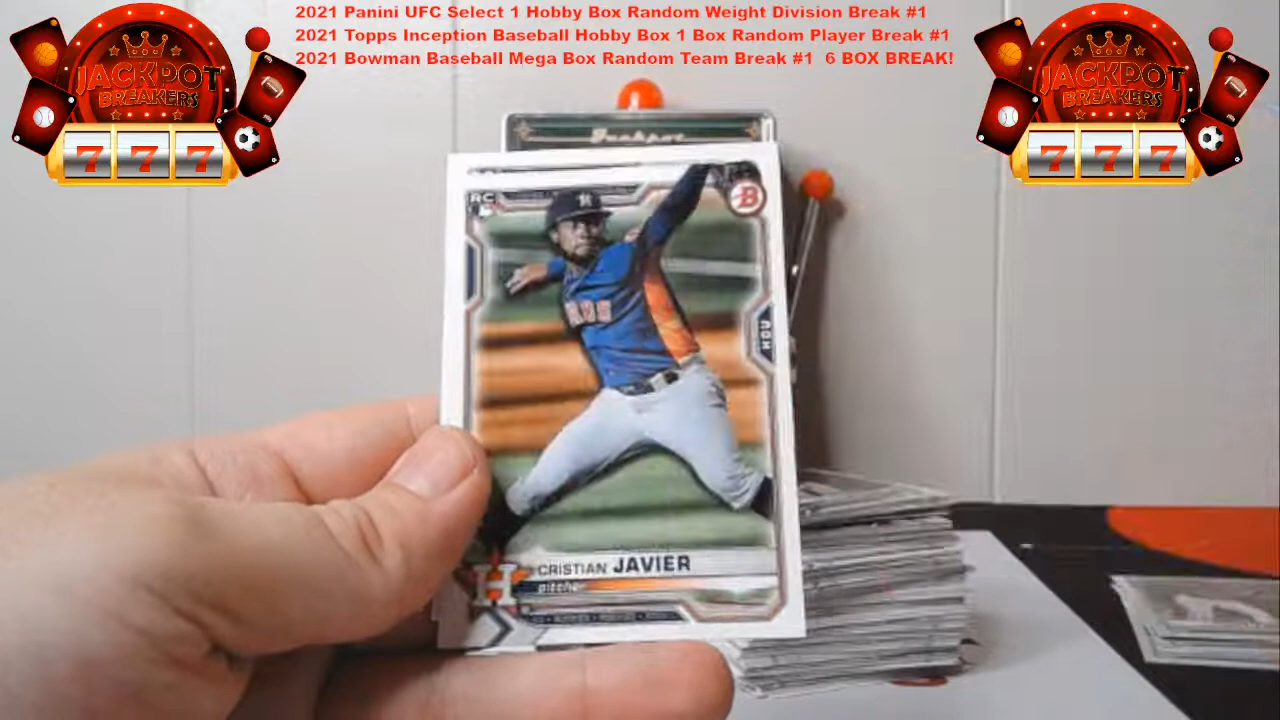 2021 Panini UFC Select 1 Hobby Box Random Weight Division Break #1
2021 Topps Inception Baseball Hobby Box 1 Box Random Player Break #1
2021 Bowman Baseball Mega Box Random Team Break #1 6 BOX BREAK!
JACKPOT
BREAKERS
777
JACKPOT
BREAKERS
777
Jackpot
RC
B
HOU
CRISTIAN JAVIER
pitcher
H